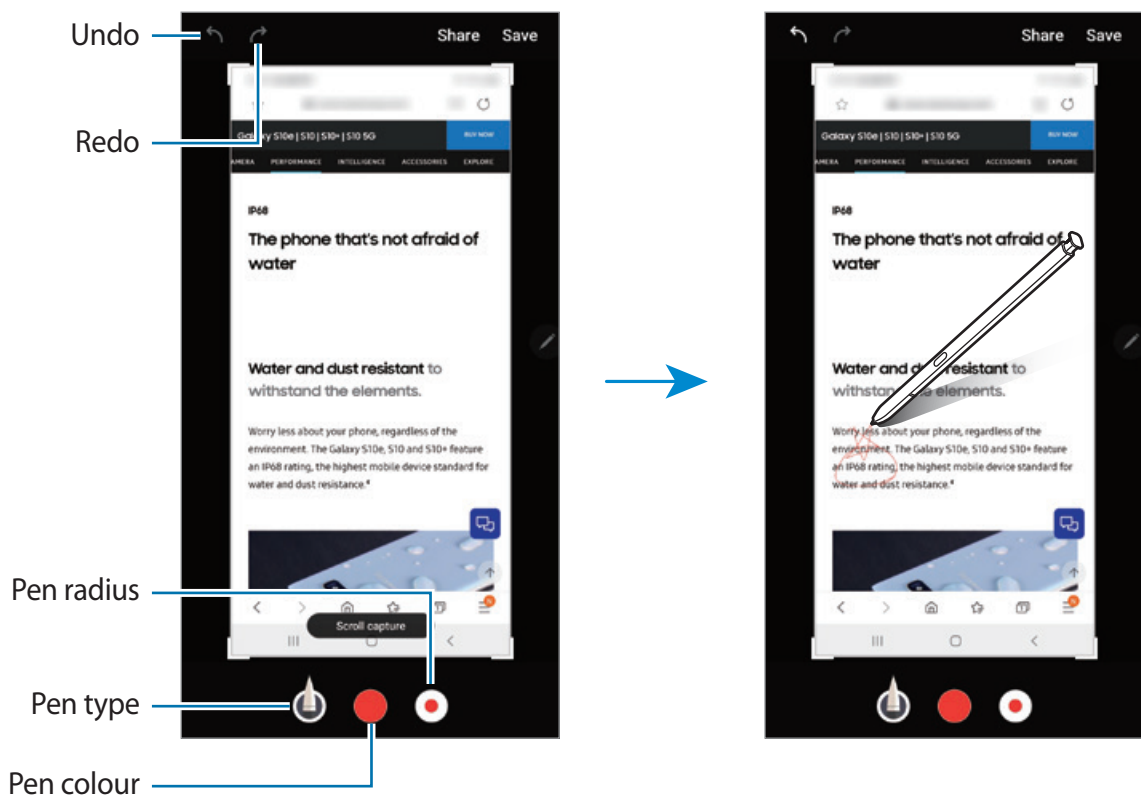 Undo
Redo
Pen radius
Pen type
Pen colour
Share Save
Galaxy S10e | S10 | S10+ | S10 5G BUY NOW
AMERA PERFORMANCE INTELLIGENCE ACCESSORIES EXPLORE
IP68
The phone that's not afraid of
water
Water and dust resistant to
withstand the elements.
Worry less about your phone, regardless of the
environment. The Galaxy S10e, S10 and S10+ feature
an IP68 rating, the highest mobile device standard for
water and dust resistance.
Scroll capture
N
Share Save
Galaxy S10e | S10 | S10+ | S10 5G BUY NOW
AMERA PERFORMANCE INTELLIGENCE ACCESSORIES EXPLORE
IP68
The phone that's not afraid of
water
Water and dust resistant to
withstand the elements.
Worry less about your phone, regardless of the
environment. The Galaxy S10e, S10 and S10+ feature
an IP68 rating, the highest mobile device standard for
water and dust resistance.
N